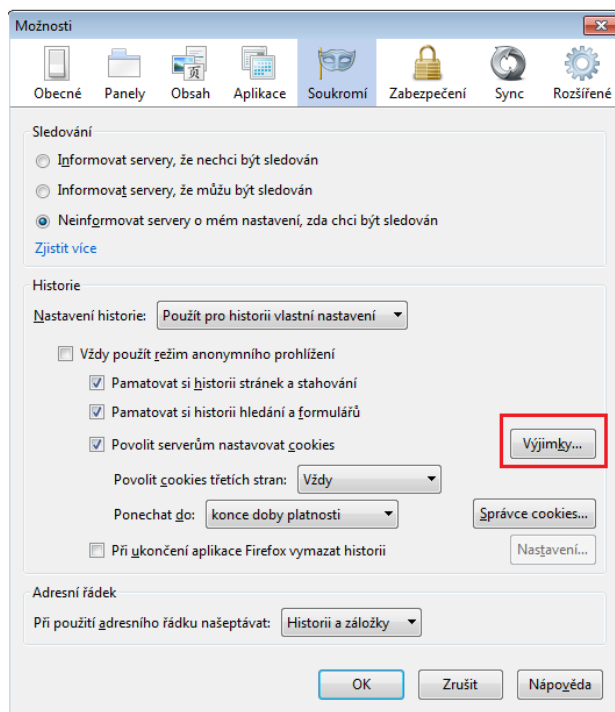 Možnosti
Obecné Panely Obsah Aplikace Soukromí Zabezpečení Sync Rozšířené
Sledování
Informovat servery, že nechci být sledován
Informovat servery, že můžu být sledován
Neinformovat servery o mém nastavení, zda chci být sledován
Zjistit více
Historie
Nastavení historie: Použít pro historii vlastní nastavení
Vždy použít režim anonymního prohlížení
Pamatovat si historii stránek a stahování
Pamatovat si historii hledání a formulářů
Povolit serverům nastavovat cookies Výjimky...
Povolit cookies třetích stran: Vždy
Ponechat do: konce doby platnosti Správce cookies...
Při ukončení aplikace Firefox vymazat historii Nastavení...
Adresní řádek
Při použití adresního řádku našeptávat: Historii a záložky
OK Zrušit Nápověda